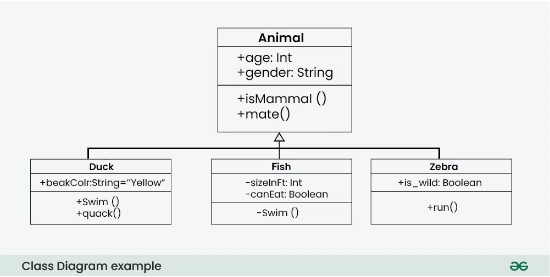 Animal
+age: Int
+gender: String
+isMammal ()
+mate()
Duck
+beakColr:String="Yellow"
+Swim ()
+quack()
Fish
-sizeInFt: Int
-canEat: Boolean
-Swim ()
Zebra
+is_wild: Boolean
+run()
Class Diagram example